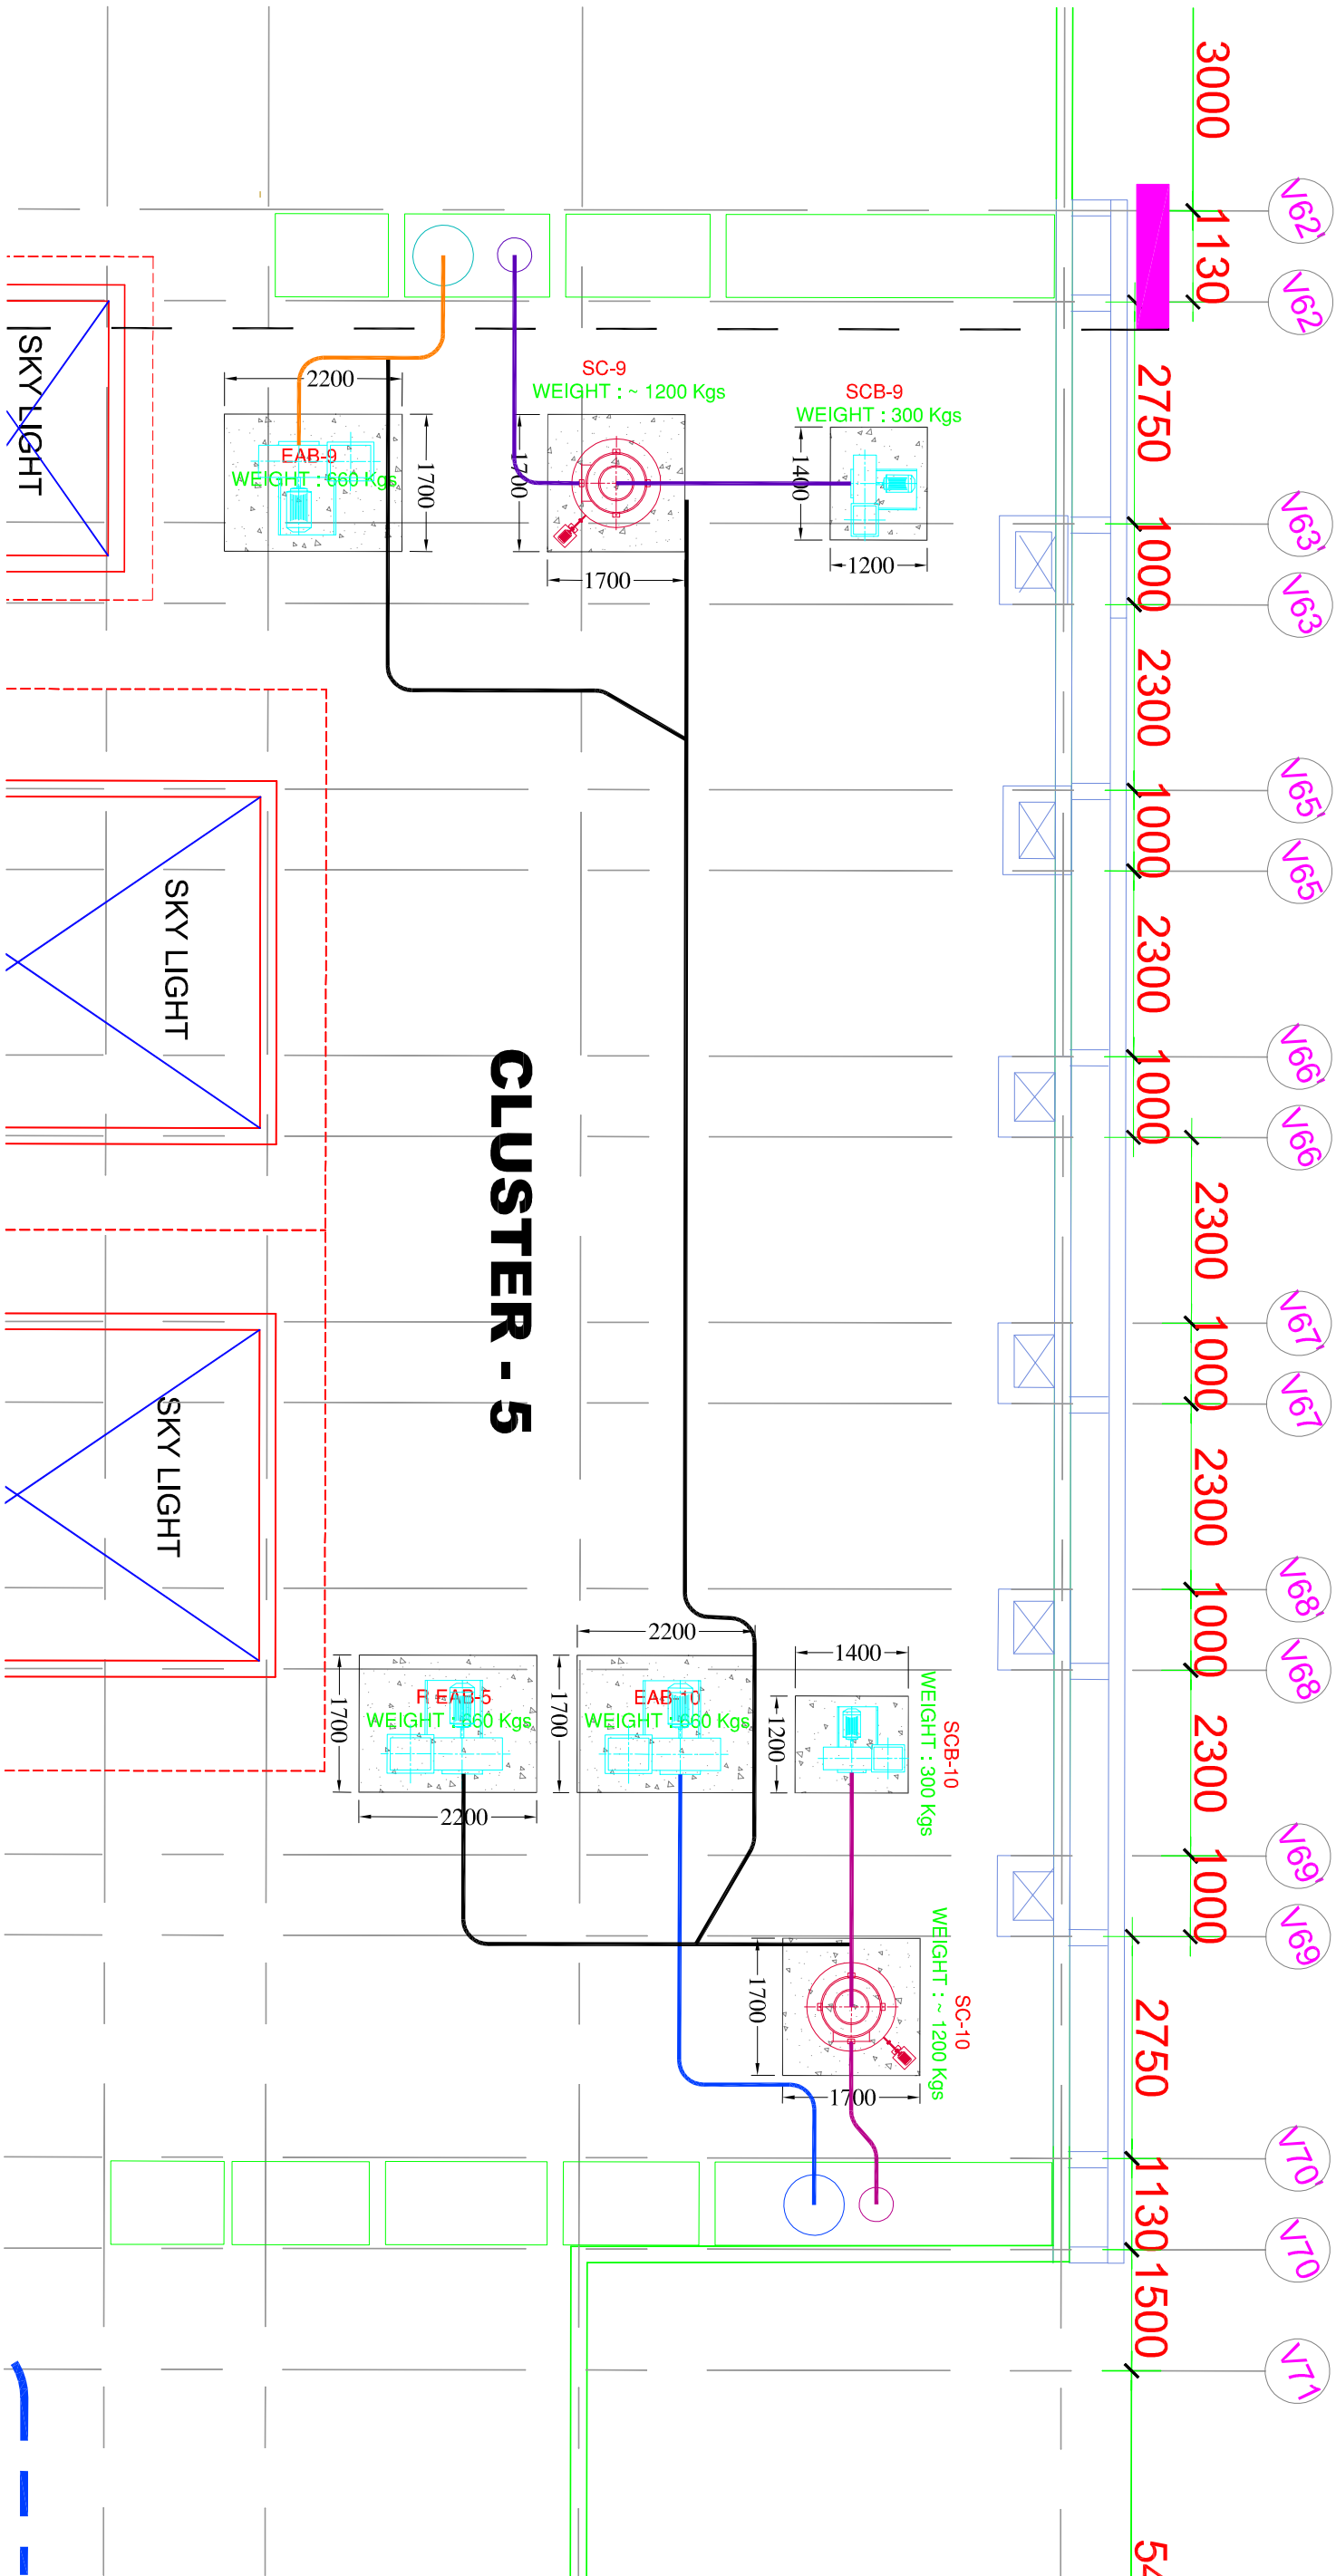 3000
V62'
1130
V62
2750
V63'
1000
V63
2300
V65'
1000
V65
2300
V66'
1000
V66
2300
V67'
1000
V67
2300
V68'
1000
V68
2300
V69'
1000
V69
2750
V70'
1130
V70
1500
V71
54
SKY LIGHT
2200
EAB-9
WEIGHT : 660 Kgs
1700
SC-9
WEIGHT : ~ 1200 Kgs
1700
1700
SCB-9
WEIGHT : 300 Kgs
1400
1200
SKY LIGHT
CLUSTER - 5
SKY LIGHT
1700
R EAB-5
WEIGHT : 660 Kgs
2200
2200
1700
EAB-10
WEIGHT : 660 Kgs
1400
1200
SCB-10
WEIGHT : 300 Kgs
SC-10
WEIGHT : ~ 1200 Kgs
1700
1700